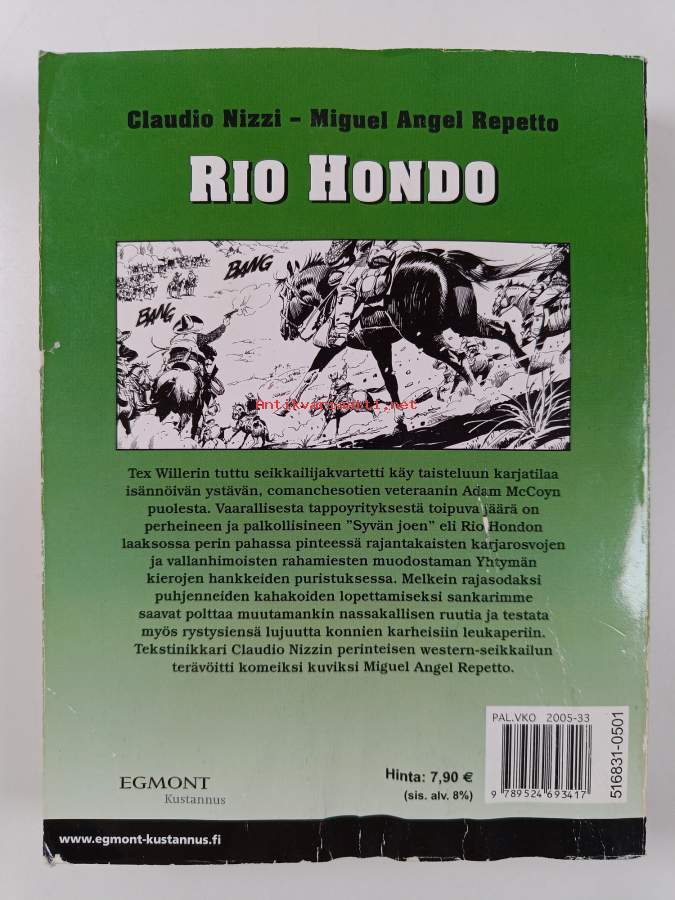 Claudio Nizzi – Miguel Angel Repetto
RIO HONDO
BANG
BANG
Antikvariaatti.net
Tex Willerin tuttu seikkailijakvartetti käy taisteluun karjatilaa
isännöivän ystävän, comanchesotien veteraanin Adam McCoyn
puolesta. Vaarallisesta tappoyrityksestä toipuva jäärä on
perheineen ja palkollisineen ”Syvän joen” eli Rio Hondon
laaksossa perin pahassa pinteessä rajantakaisten karjarosvojen
ja vallanhimoisten rahamiesten muodostaman Yhtymän
kierojen hankkeiden puristuksessa. Melkein rajasodaksi
puhjenneiden kahakoiden lopettamiseksi sankarimme
saavat polttaa muutamankin nassakallisen ruutia ja testata
myös rystysiensä lujuutta konnien karheisiin leukaperiin.
Tekstinikkari Claudio Nizzin perinteisen western-seikkailun
terävöitti komeiksi kuviksi Miguel Angel Repetto.
PAL.VKO 2005-33
516831-0501
9 789524 693417
Hinta: 7,90 €
(sis. alv. 8%)
EGMONT
Kustannus
www.egmont-kustannus.fi